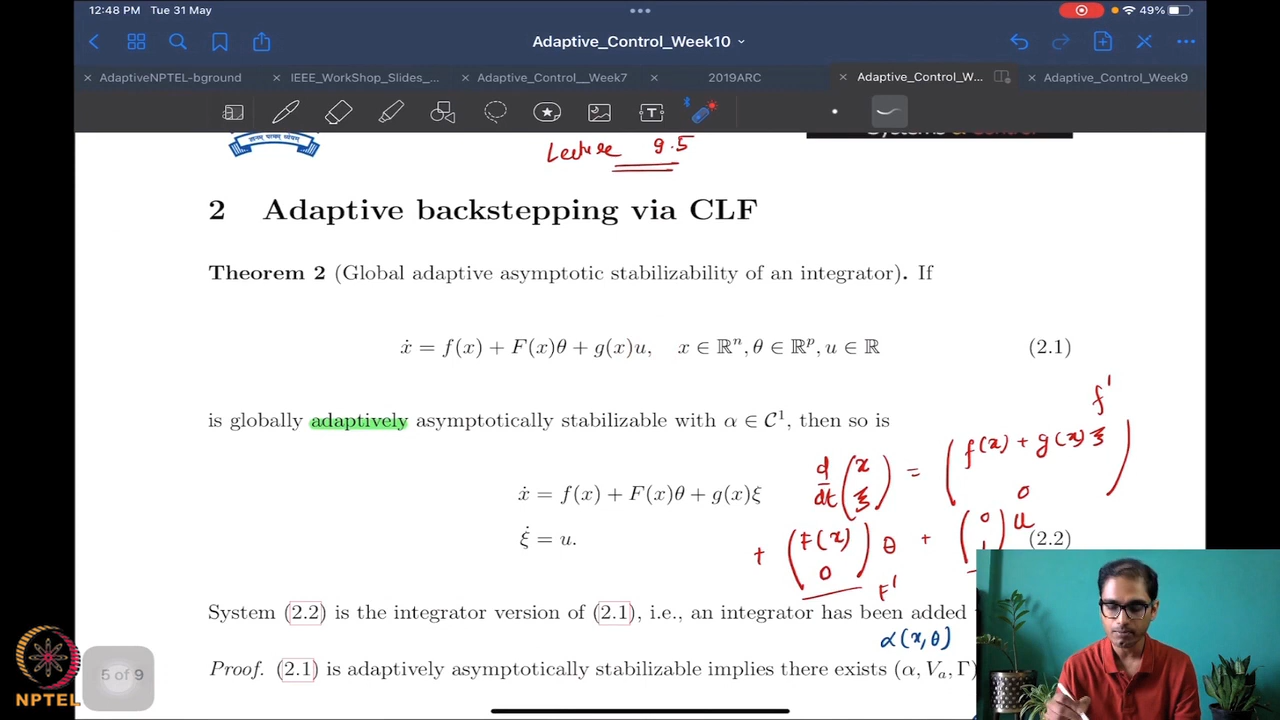 12:48 PM Tue 31 May
49%
Adaptive_Control_Week10
AdaptiveNPTEL-bground
IEEE_WorkShop_Slides_...
Adaptive_Control__Week7
2019ARC
Adaptive_Control_W...
Adaptive_Control_Week9
Lecture 9.5
2 Adaptive backstepping via CLF
Theorem 2 (Global adaptive asymptotic stabilizability of an integrator). If
ẋ = f(x) + F(x)θ + g(x)u, x ∈ ℝⁿ, θ ∈ ℝᵖ, u ∈ ℝ (2.1)
f'
is globally adaptively asymptotically stabilizable with α ∈ 𝒞¹, then so is
d/dt (x ξ) = (f(x) + g(x)ξ 0)
ẋ = f(x) + F(x)θ + g(x)ξ
ξ̇ = u. (2.2)
+ (F(x) 0) θ + (0 1) u
F'
System (2.2) is the integrator version of (2.1), i.e., an integrator has been added
α(x, θ)
Proof. (2.1) is adaptively asymptotically stabilizable implies there exists (α, Vₐ, Γ)
5 of 9
NPTEL